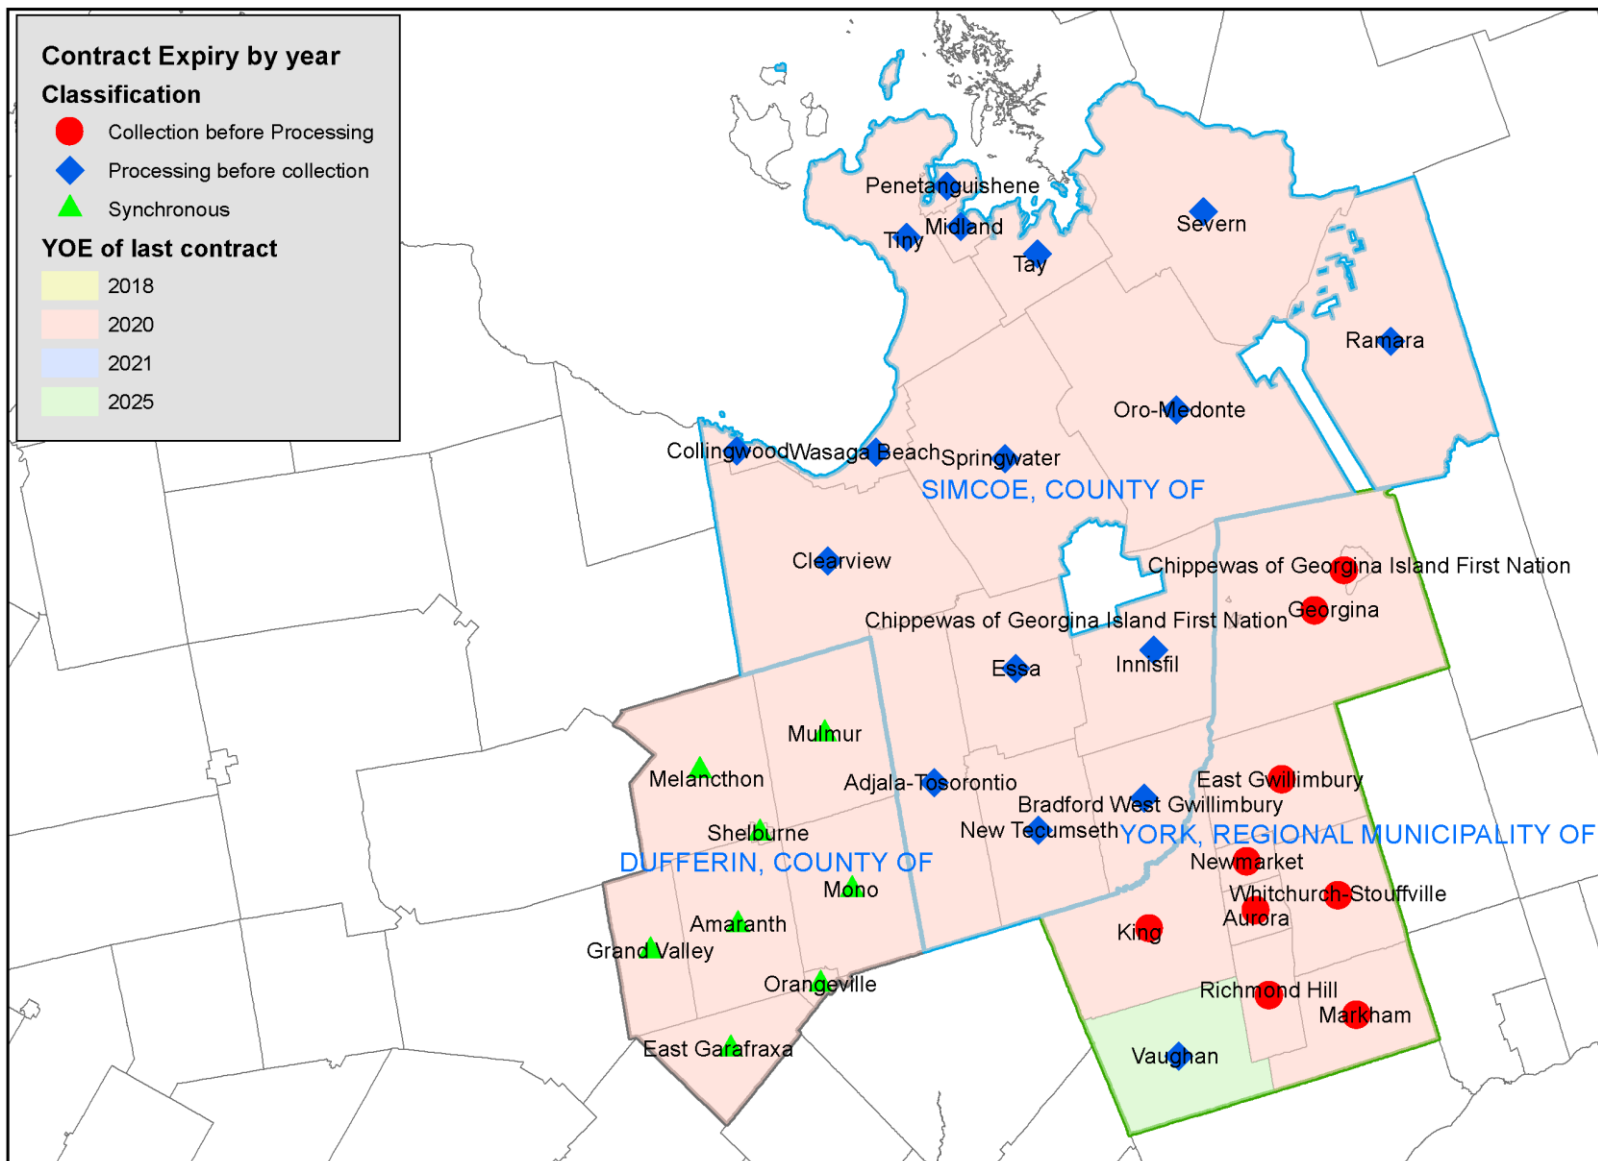 Contract Expiry by year
Classification
Collection before Processing
Processing before collection
Synchronous
YOE of last contract
2018
2020
2021
2025
Penetanguishene
Midland
Tiny
Tay
Severn
Ramara
Oro-Medonte
Collingwood
Wasaga Beach
Springwater
SIMCOE, COUNTY OF
Clearview
Chippewas of Georgina Island First Nation
Georgina
Chippewas of Georgina Island First Nation
Essa
Innisfil
Mulmur
Melancthon
Adjala-Tosorontio
East Gwillimbury
Bradford West Gwillimbury
New Tecumseth
YORK, REGIONAL MUNICIPALITY OF
Shelburne
DUFFERIN, COUNTY OF
Newmarket
Mono
Whitchurch-Stouffville
Aurora
Amaranth
King
Grand Valley
Orangeville
Richmond Hill
Markham
East Garafraxa
Vaughan